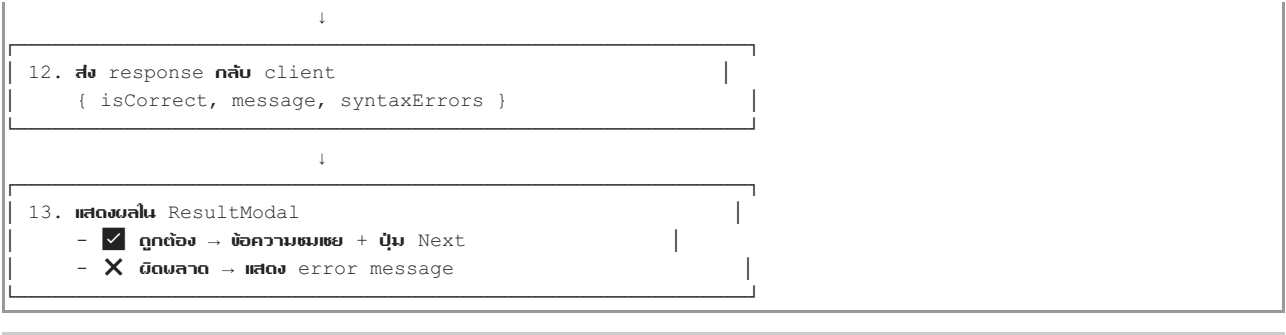 ↓
12. ส่ง response กลับ client
{ isCorrect, message, syntaxErrors }
↓
13. แสดงผลใน ResultModal
- ✅ ถูกต้อง → ข้อความชมเชย + ปุ่ม Next
- ❌ ผิดพลาด → แสดง error message